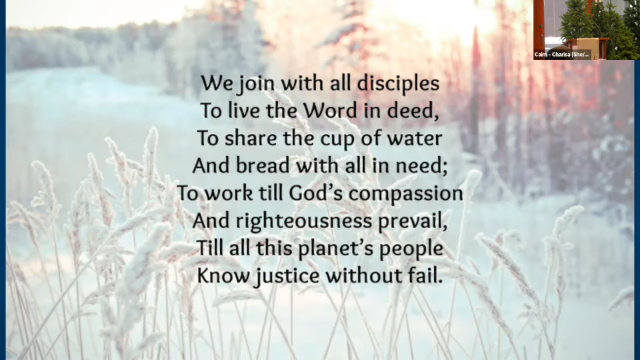 We join with all disciples
To live the Word in deed,
To share the cup of water
And bread with all in need;
To work till God's compassion
And righteousness prevail,
Till all this planet's people
Know justice without fail.